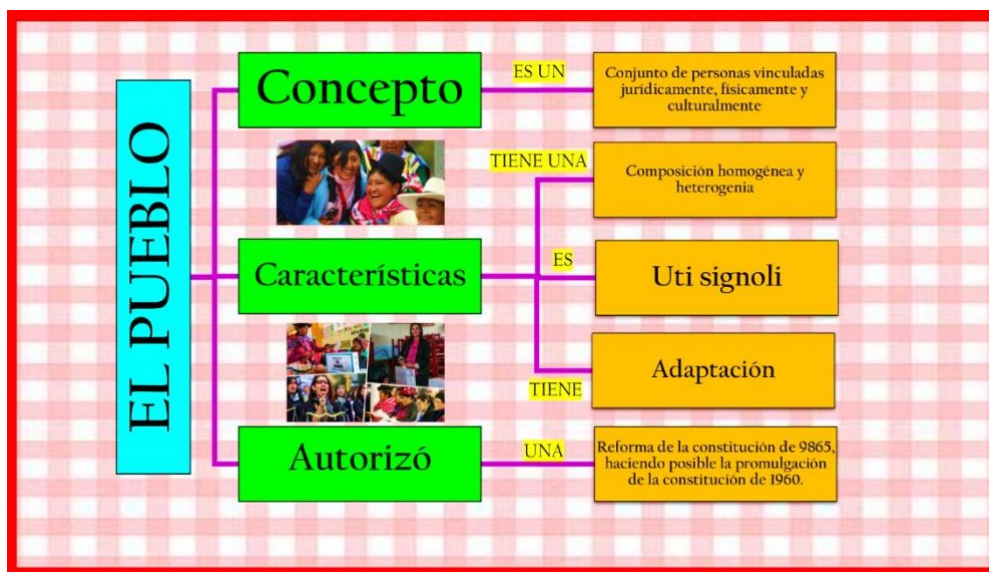 EL PUEBLO
Concepto
ES UN
Conjunto de personas vinculadas
jurídicamente, físicamente y
culturalmente
TIENE UNA
Composición homogénea y
heterogenia
Característícas
ES
Uti signoli
TIENE
Adaptación
Autorizó
UNA
Reforma de la constitución de 9865,
haciendo posible la promulgación
de la constitución de 1960.